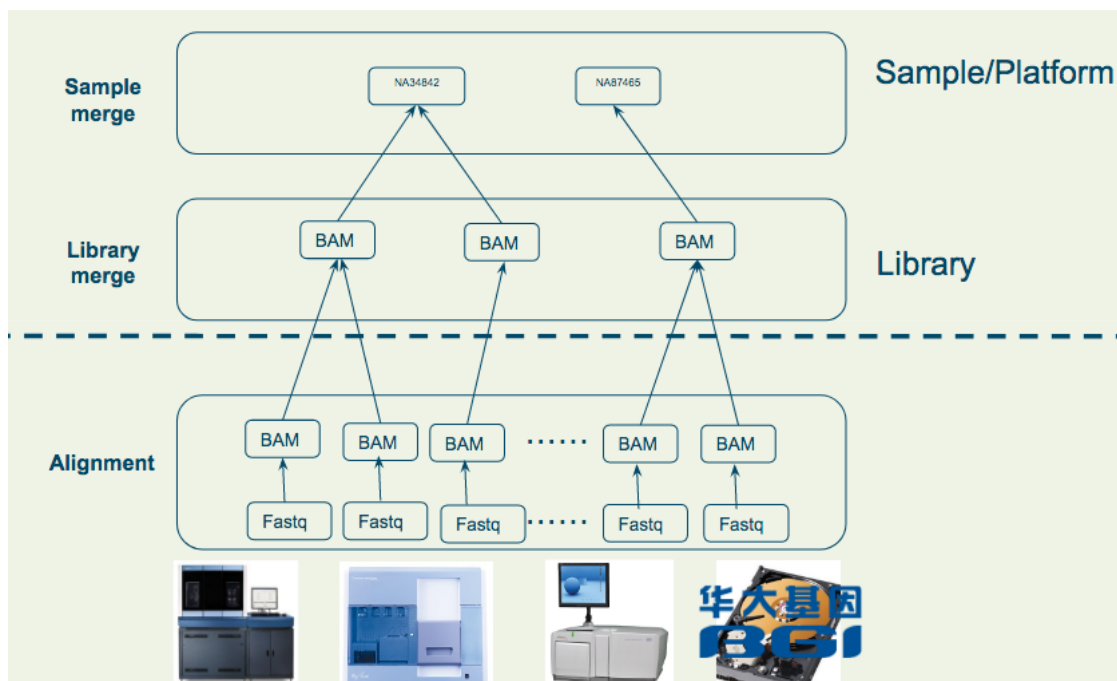 Sample
merge
NA34842
NA87465
Sample/Platform
Library
merge
BAM
BAM
BAM
Library
Alignment
BAM
BAM
BAM
......
BAM
BAM
Fastq
Fastq
Fastq
......
Fastq
Fastq
华大基因
BGI